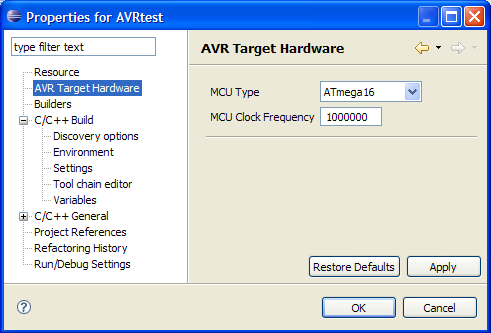 Properties for AVRtest
type filter text
Resource
AVR Target Hardware
Builders
C/C++ Build
Discovery options
Environment
Settings
Tool chain editor
Variables
C/C++ General
Project References
Refactoring History
Run/Debug Settings
AVR Target Hardware
MCU Type ATmega16
MCU Clock Frequency 1000000
Restore Defaults Apply
? OK Cancel